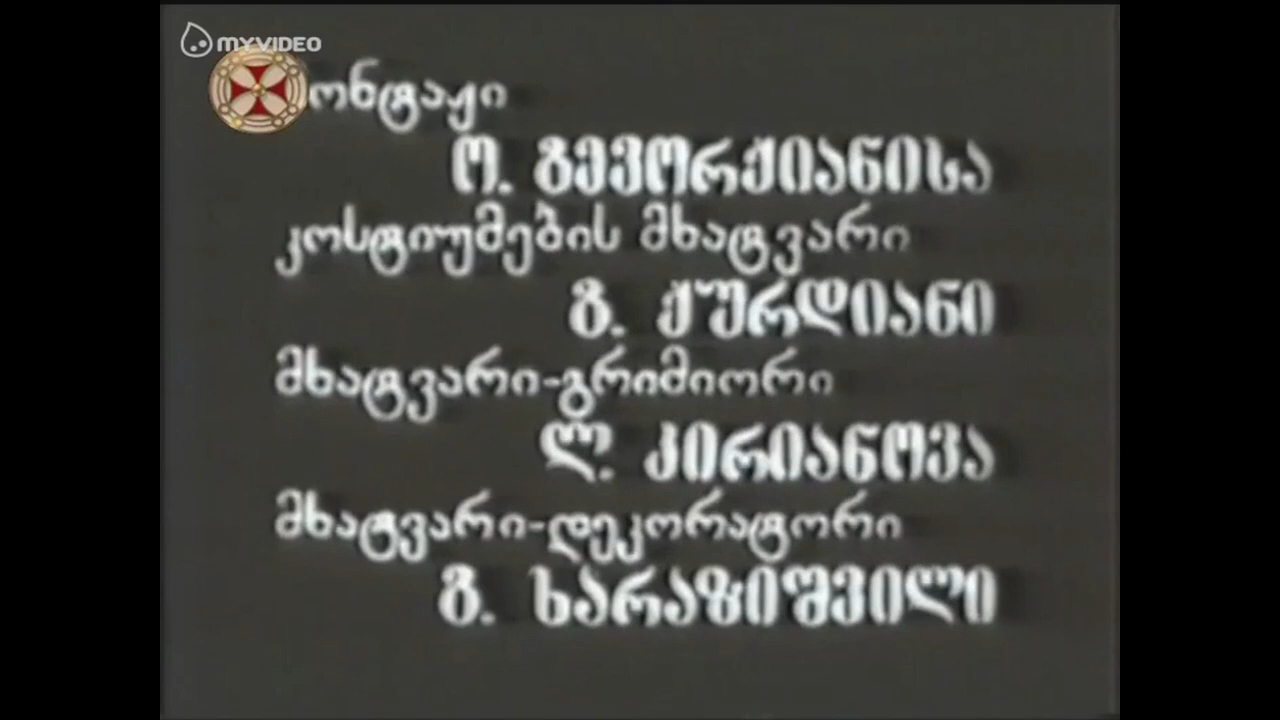 MYVIDEO
ონტაჟი
ო. გევორქიანისა
კოსტიუმების მხატვარი
გ. ქურდიანი
მხატვარი-გრიმიორი
ლ. კირიანოვა
მხატვარი-დეკორატორი
გ. ხარაზიშვილი